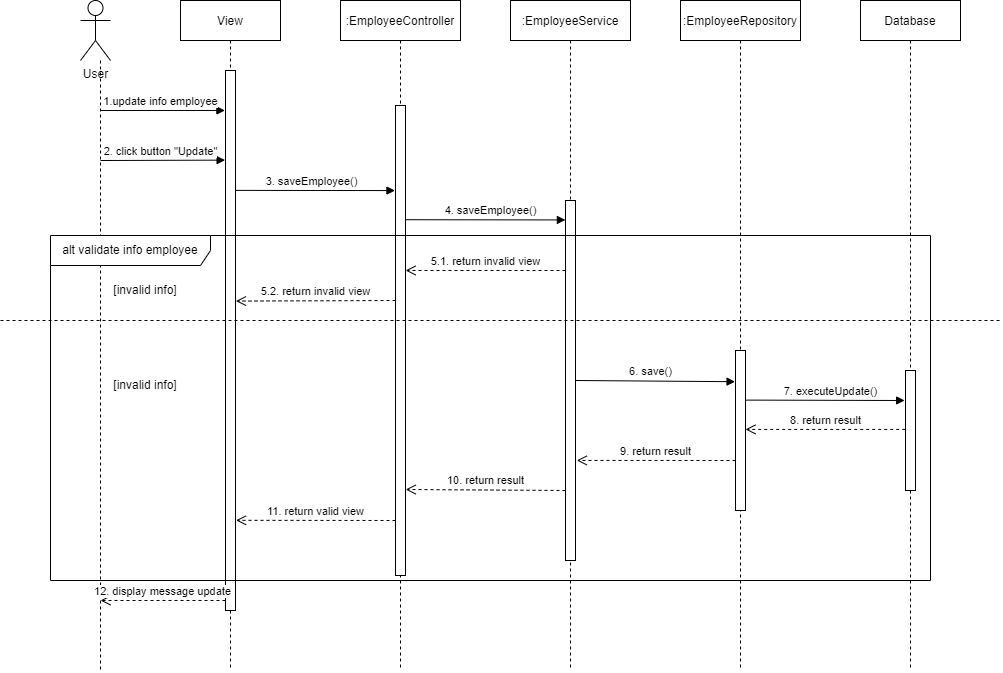 View
:EmployeeController
:EmployeeService
:EmployeeRepository
Database
User
1.update info employee
2. click button "Update"
3. saveEmployee()
4. saveEmployee()
alt validate info employee
5.1. return invalid view
[invalid info]
5.2. return invalid view
[invalid info]
6. save()
7. executeUpdate()
8. return result
9. return result
10. return result
11. return valid view
12. display message update